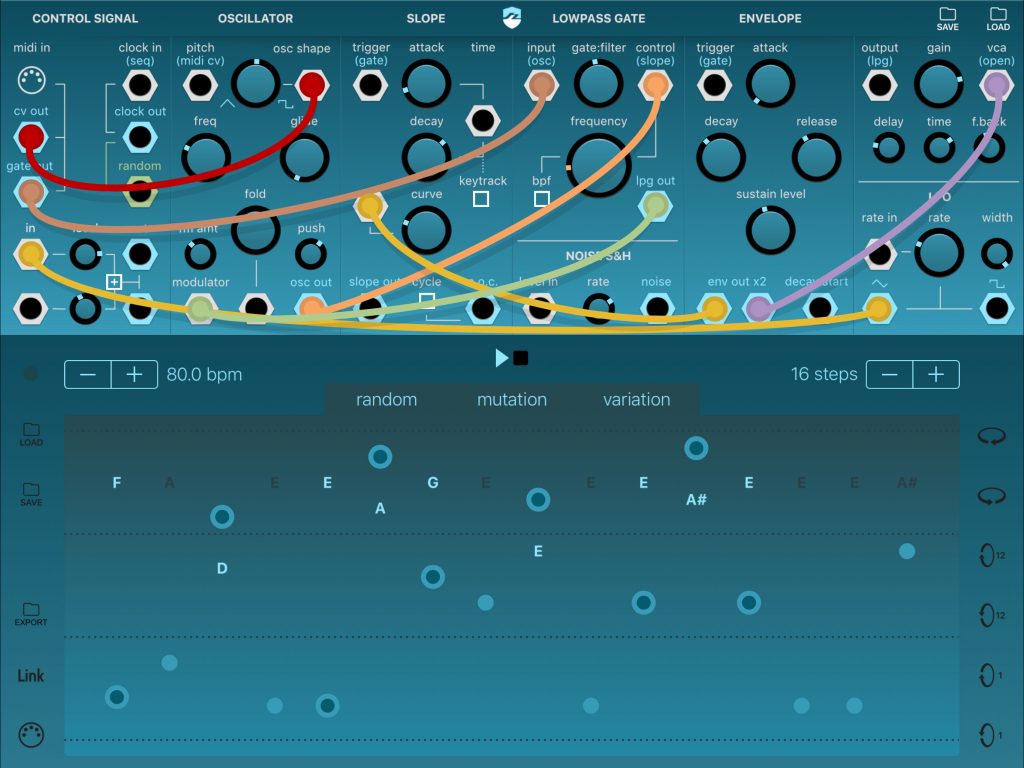 CONTROL SIGNAL OSCILLATOR SLOPE LOWPASS GATE ENVELOPE
SAVE LOAD
midi in clock in pitch osc shape trigger attack time input gate:filter control trigger attack output gain vca
(seq) (midi cv) (gate) (osc) (slope) (gate) (lpg) (open)
cv out clock out
freq glide decay frequency decay release delay time f.back
gate out random
keytrack bpf lpg out
fold curve sustain level
rate in rate width
in push
NOISE S&H
modulator osc out slope out cycle rate noise env out x2
80.0 bpm 16 steps
random mutation variation
LOAD
F A E E G E E E E E E A#
SAVE
A A#
E
D
12
12
EXPORT
Link
1
1